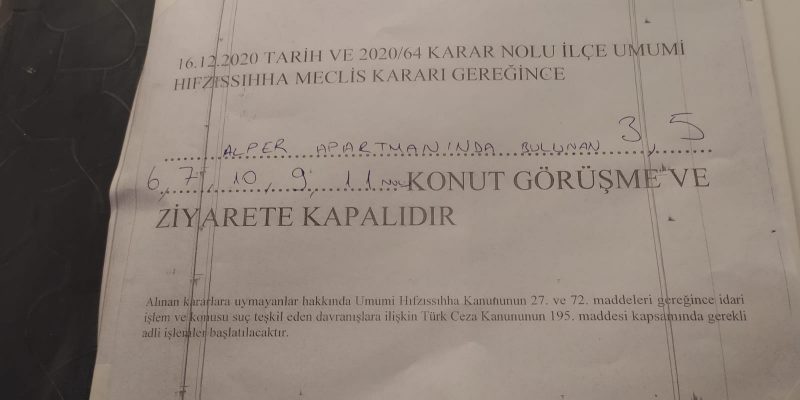 16.12.2020 TARİH VE 2020/64 KARAR NOLU İLÇE UMUMİ
HIFZISSIHHA MECLİS KARARI GEREĞİNCE
ALPER APARTMANINDA BULUNAN 3, 5
6, 7, 10, 9, 11 NOLU KONUT GÖRÜŞME VE
ZİYARETE KAPALIDIR
Alınan kararlara uymayanlar hakkında Umumi Hıfzıssıhha Kanununun 27. ve 72. maddeleri gereğince idari
işlem ve konusu suç teşkil eden davranışlara ilişkin Türk Ceza Kanununun 195. maddesi kapsamında gerekli
adli işlemler başlatılacaktır.